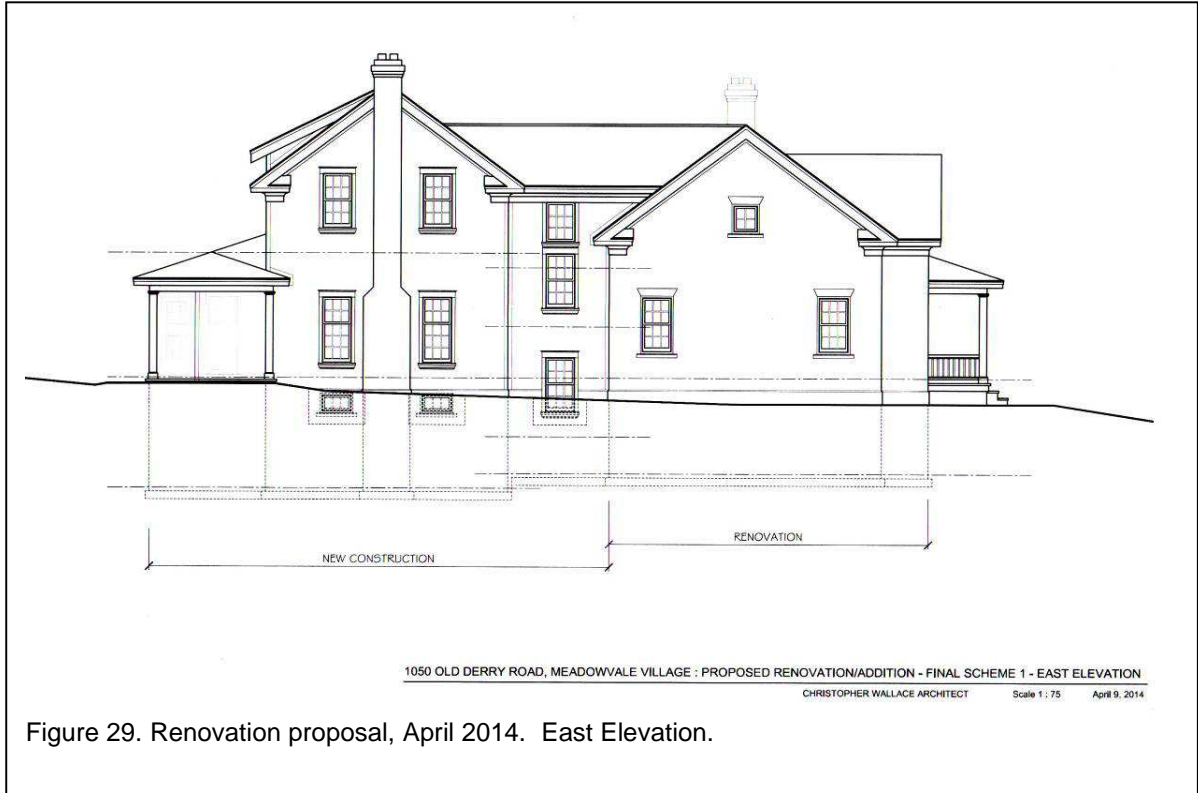 NEW CONSTRUCTION
RENOVATION
1050 OLD DERRY ROAD, MEADOWVALE VILLAGE : PROPOSED RENOVATION/ADDITION - FINAL SCHEME 1 - EAST ELEVATION
CHRISTOPHER WALLACE ARCHITECT Scale 1 : 75 April 9, 2014
Figure 29. Renovation proposal, April 2014. East Elevation.